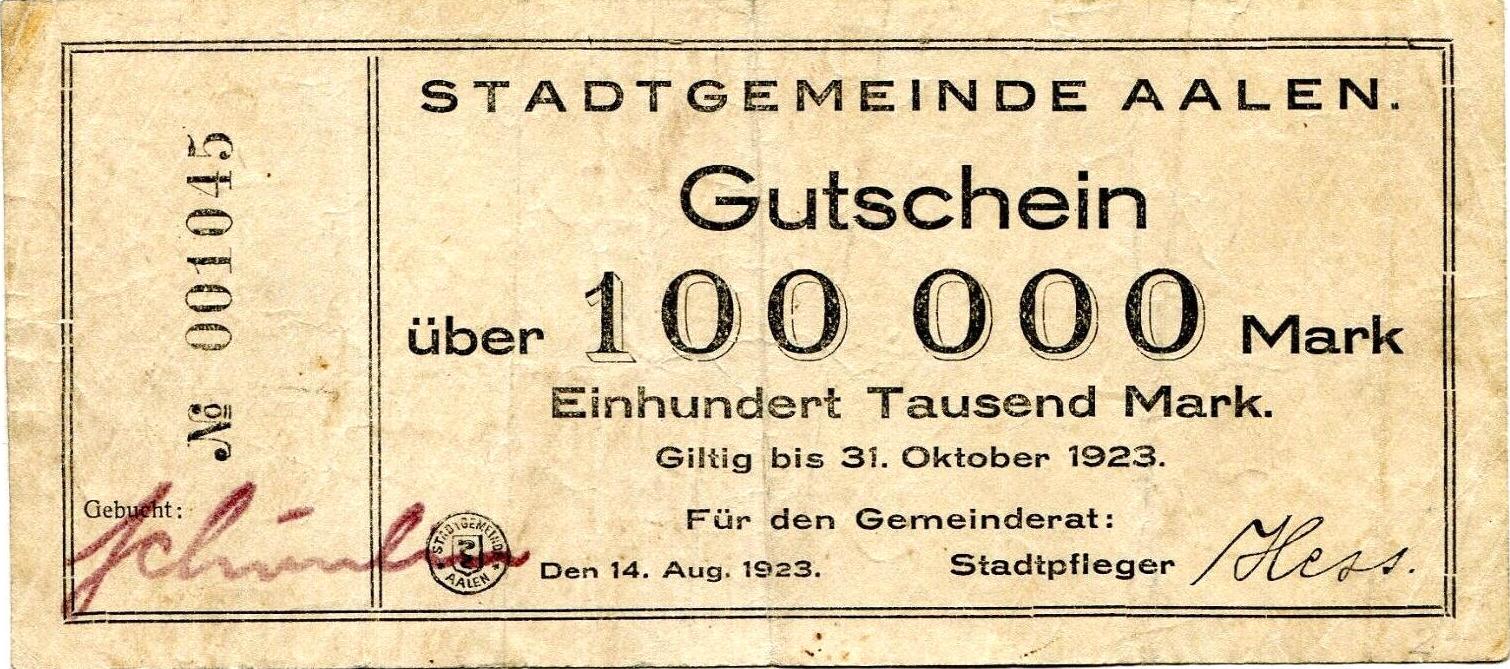 STADTGEMEINDE AALEN.
Gutschein
über 100 000 Mark
Einhundert Tausend Mark.
Giltig bis 31. Oktober 1923.
Für den Gemeinderat:
Den 14. Aug. 1923. Stadtpfleger Hess.
№ 001045
Gebucht:
STADTGEMEINDE
AALEN